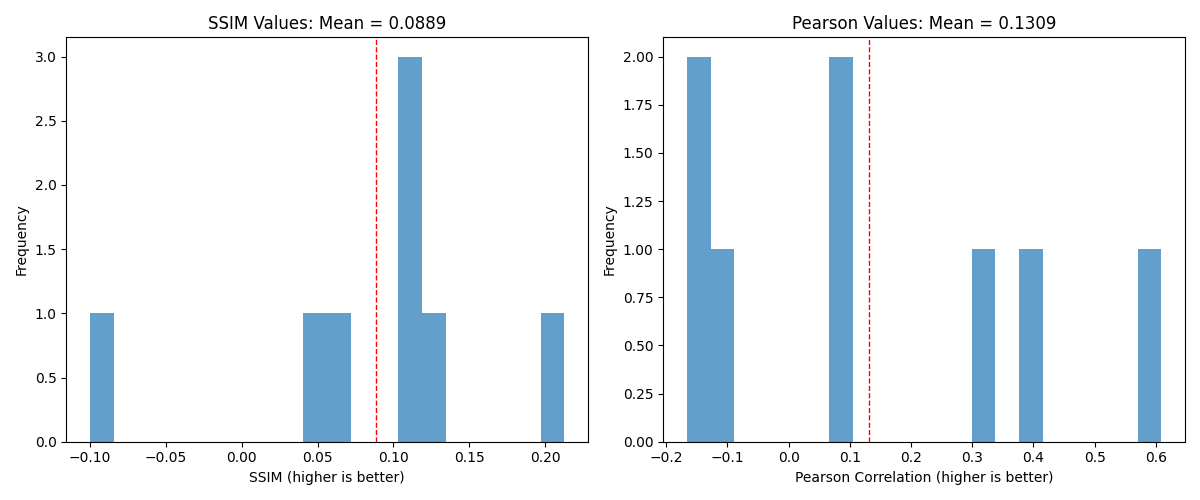 SSIM Values: Mean = 0.0889
3.0
2.5
2.0
1.5
1.0
0.5
0.0
Frequency
−0.10 −0.05 0.00 0.05 0.10 0.15 0.20
SSIM (higher is better)
Pearson Values: Mean = 0.1309
2.00
1.75
1.50
1.25
1.00
0.75
0.50
0.25
0.00
Frequency
−0.2 −0.1 0.0 0.1 0.2 0.3 0.4 0.5 0.6
Pearson Correlation (higher is better)